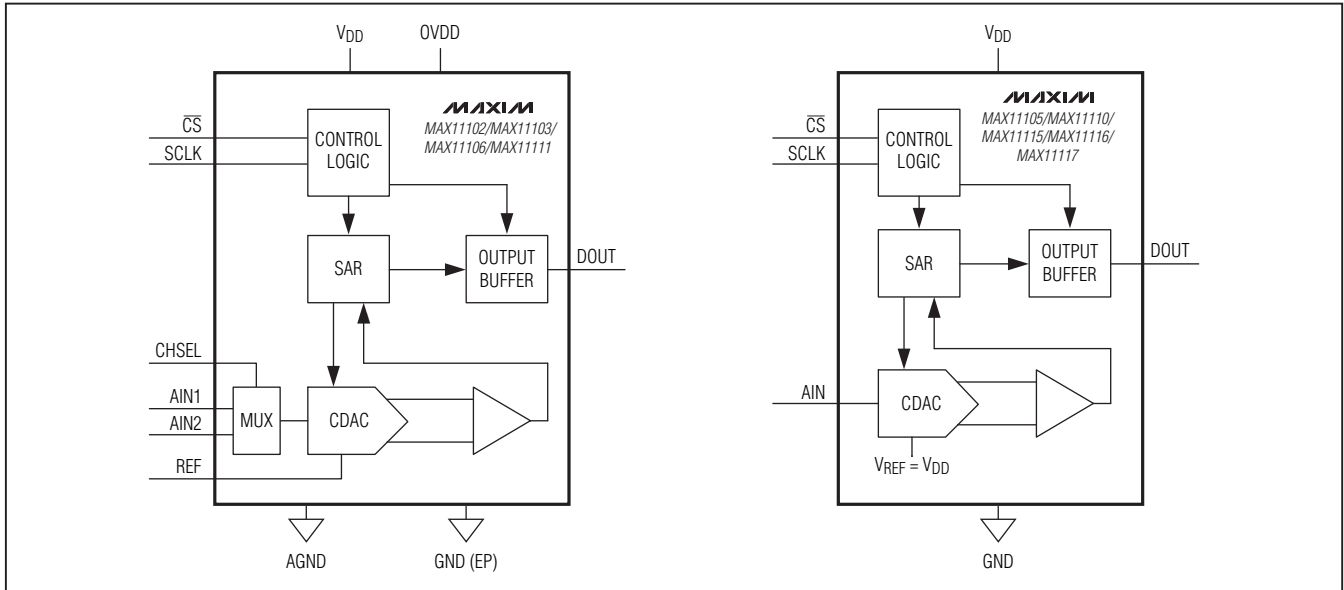 VDD
OVDD
MAXIM
MAX11102/MAX11103/
MAX11106/MAX11111
CS
SCLK
CONTROL
LOGIC
SAR
OUTPUT
BUFFER
DOUT
CHSEL
AIN1
AIN2
MUX
CDAC
REF
AGND
GND (EP)
VDD
MAXIM
MAX11105/MAX11110/
MAX11115/MAX11116/
MAX11117
CS
SCLK
CONTROL
LOGIC
SAR
OUTPUT
BUFFER
DOUT
AIN
CDAC
VREF = VDD
GND